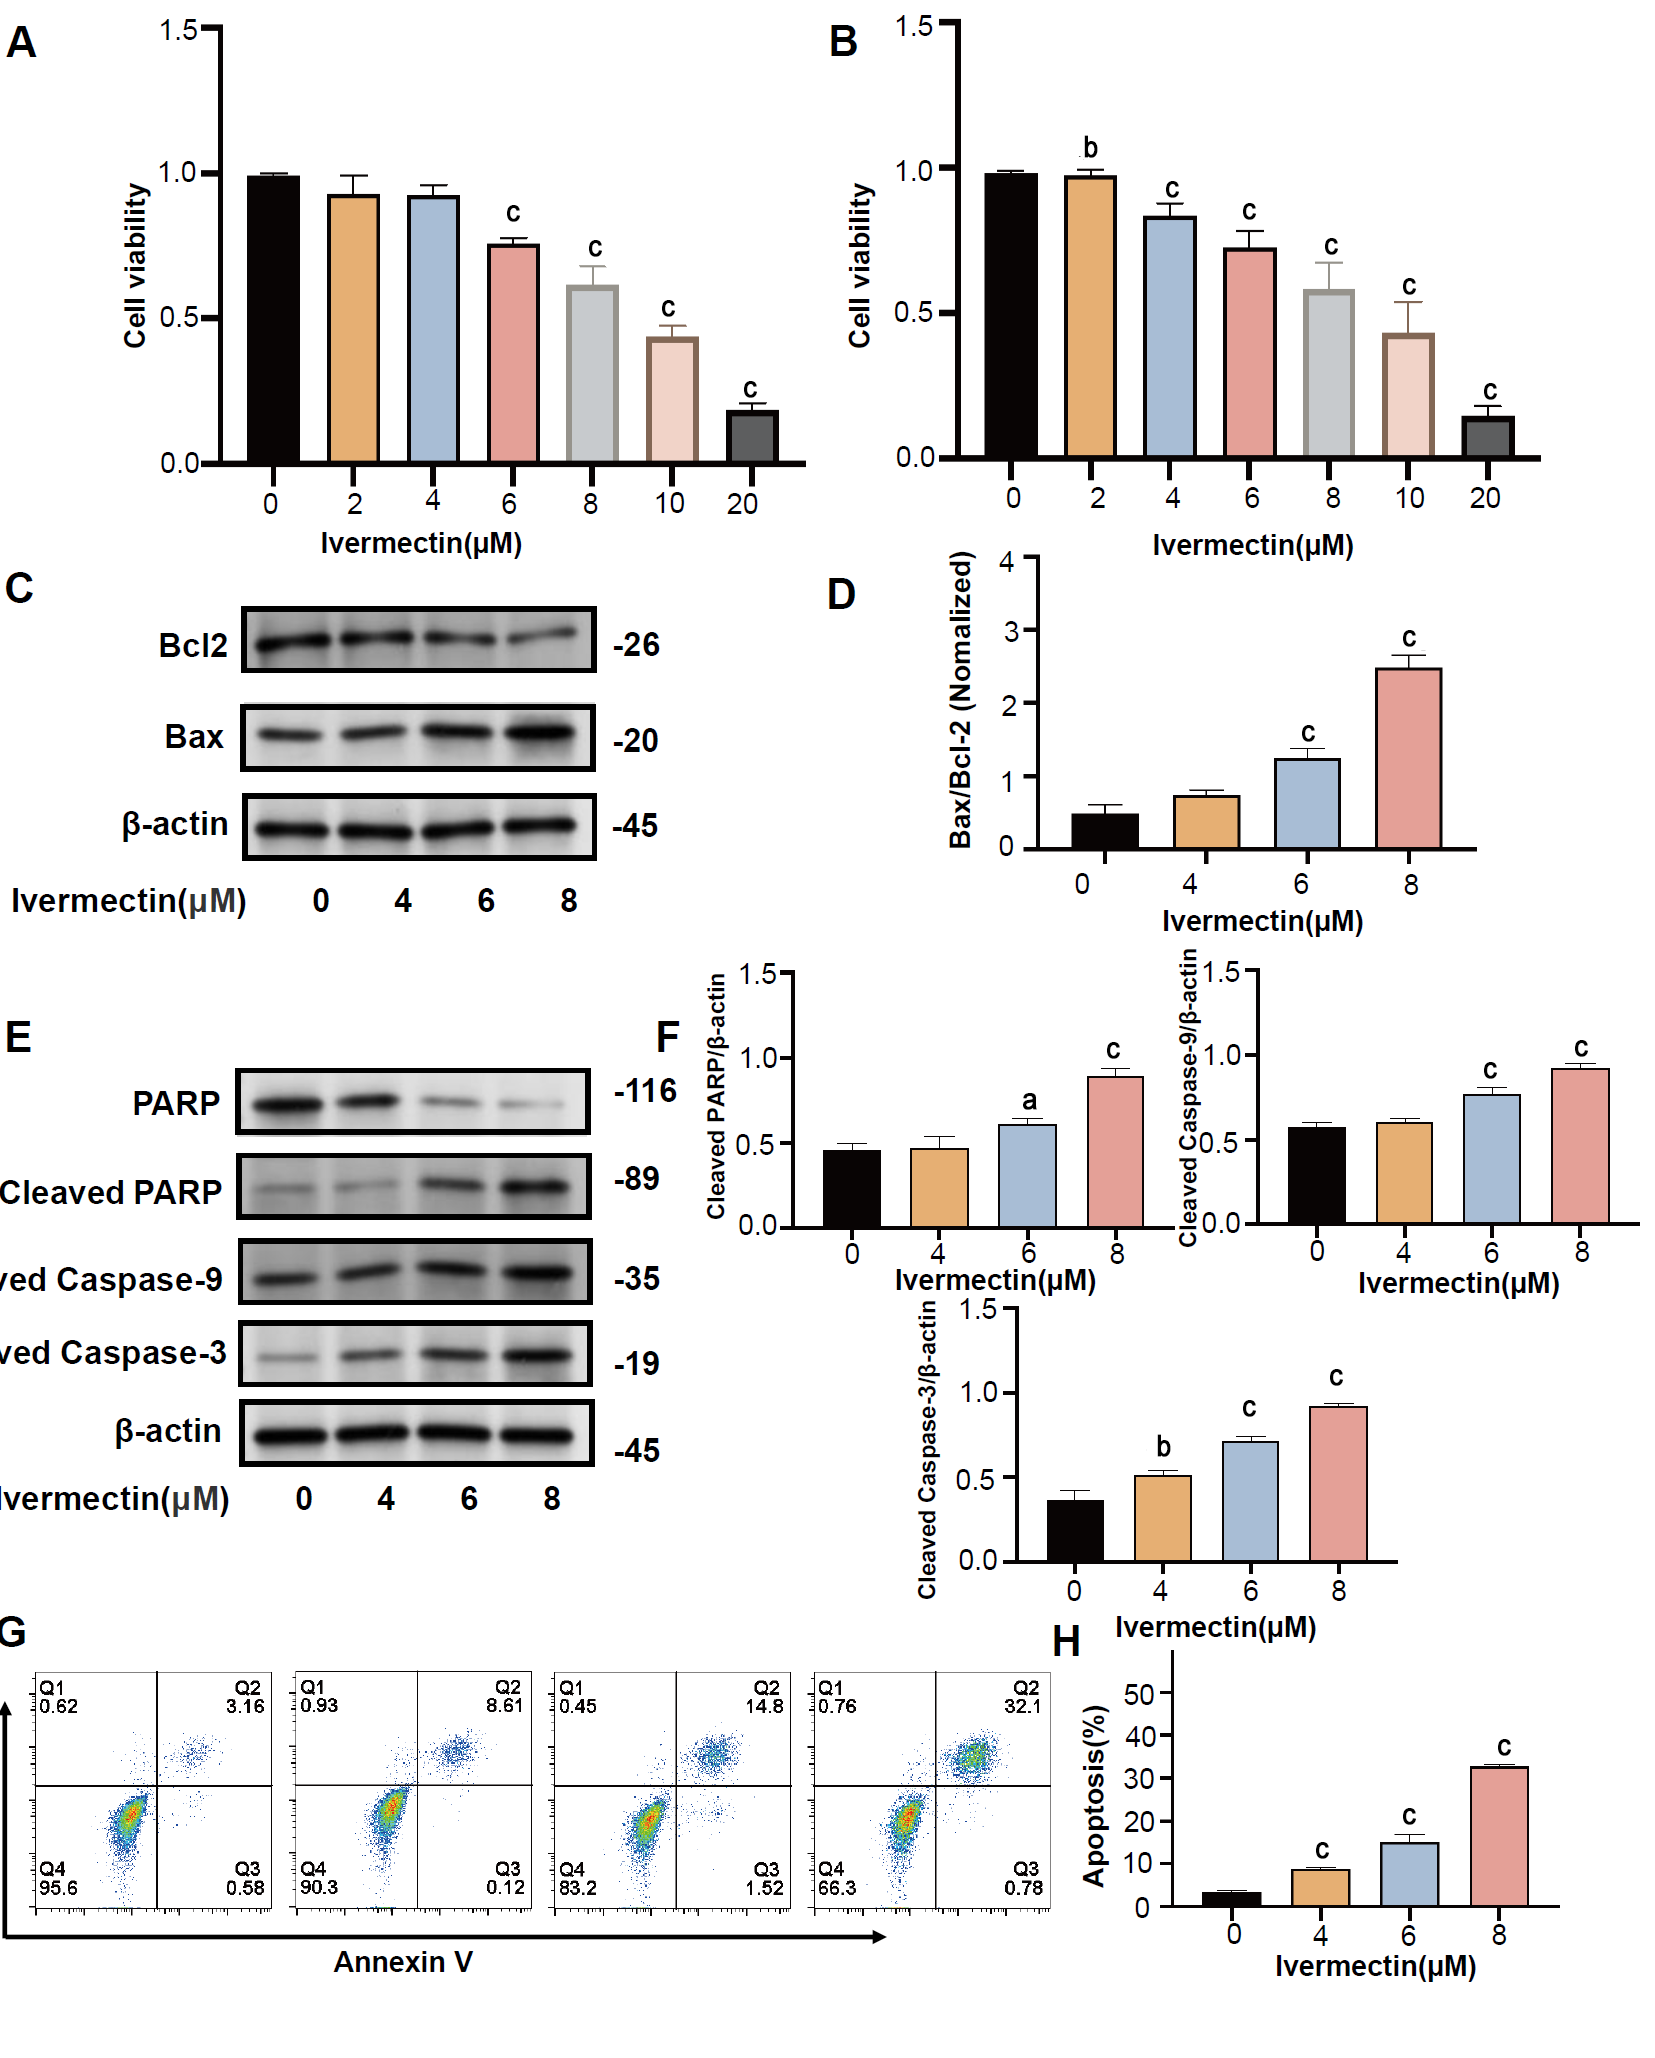 A
1.5
1.0
0.5
0.0
Cell viability
c
c
c
c
0 2 4 6 8 10 20
Ivermectin(μM)
B
1.5
1.0
0.5
0.0
Cell viability
b
c
c
c
c
c
0 2 4 6 8 10 20
Ivermectin(μM)
C
Bcl2 -26
Bax -20
β-actin -45
Ivermectin(μM) 0 4 6 8
D
4
3
2
1
0
Bax/Bcl-2 (Nomalized)
c
c
0 4 6 8
Ivermectin(μM)
E
PARP -116
Cleaved PARP -89
ved Caspase-9 -35
ved Caspase-3 -19
β-actin -45
Ivermectin(μM) 0 4 6 8
F
1.5
1.0
0.5
0.0
Cleaved PARP/β-actin
a
c
0 4 6 8
Ivermectin(μM)
1.5
1.0
0.5
0.0
Cleaved Caspase-9/β-actin
c
c
0 4 6 8
Ivermectin(μM)
1.5
1.0
0.5
0.0
Cleaved Caspase-3/β-actin
b
c
c
0 4 6 8
Ivermectin(μM)
G
Q1 Q2
0.62 3.16
Q4 Q3
95.6 0.58
Q1 Q2
0.93 8.61
Q4 Q3
90.3 0.12
Q1 Q2
0.45 14.8
Q4 Q3
83.2 1.52
Q1 Q2
0.76 32.1
Q4 Q3
66.3 0.78
Annexin V
H
50
40
30
20
10
0
Apoptosis(%)
c
c
c
0 4 6 8
Ivermectin(μM)